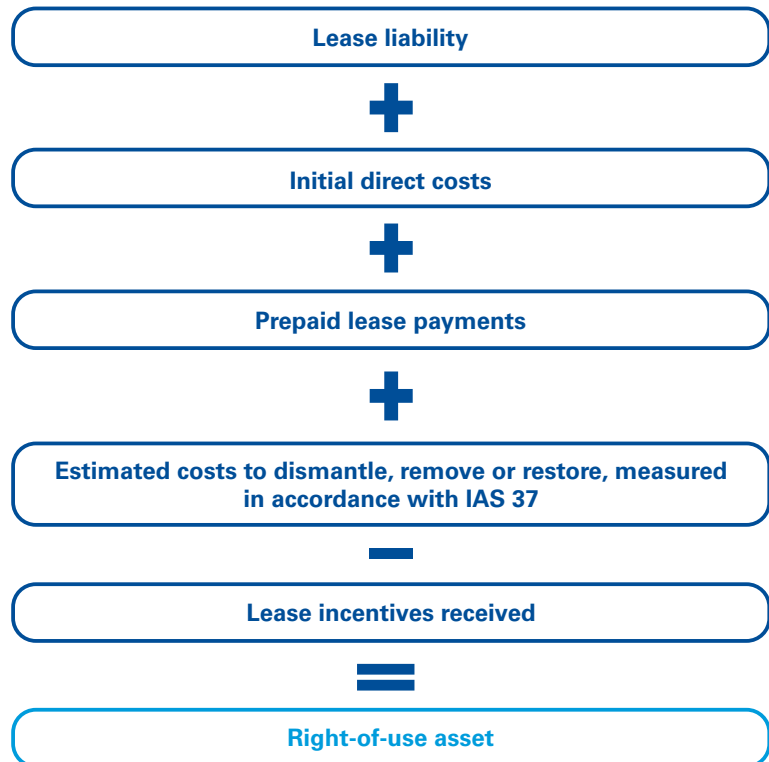 Lease liability
+
Initial direct costs
+
Prepaid lease payments
+
Estimated costs to dismantle, remove or restore, measured
in accordance with IAS 37
–
Lease incentives received
=
Right-of-use asset